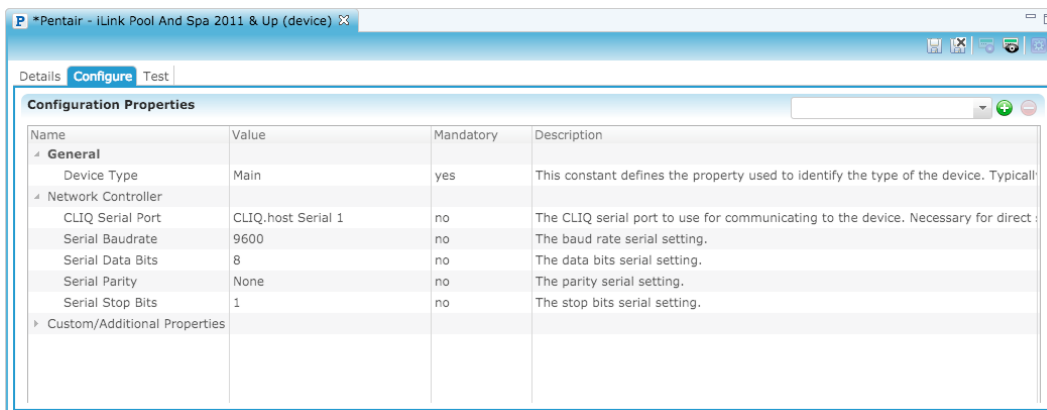 P *Pentair - iLink Pool And Spa 2011 & Up (device)
Details Configure Test
Configuration Properties
Name Value Mandatory Description
General
Device Type Main yes This constant defines the property used to identify the type of the device. Typicall
Network Controller
CLIQ Serial Port CLIQ.host Serial 1 no The CLIQ serial port to use for communicating to the device. Necessary for direct
Serial Baudrate 9600 no The baud rate serial setting.
Serial Data Bits 8 no The data bits serial setting.
Serial Parity None no The parity serial setting.
Serial Stop Bits 1 no The stop bits serial setting.
Custom/Additional Properties